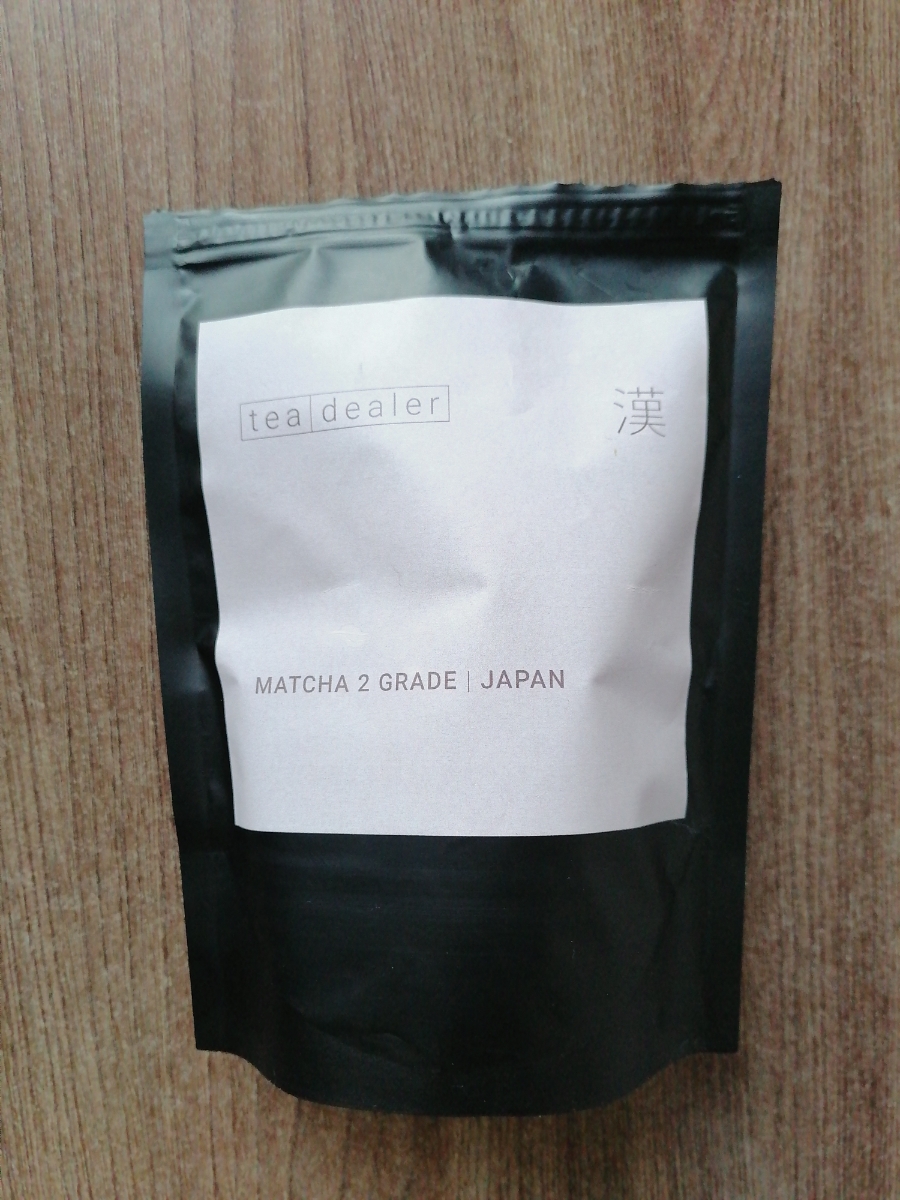 tea dealer
漢
MATCHA 2 GRADE | JAPAN